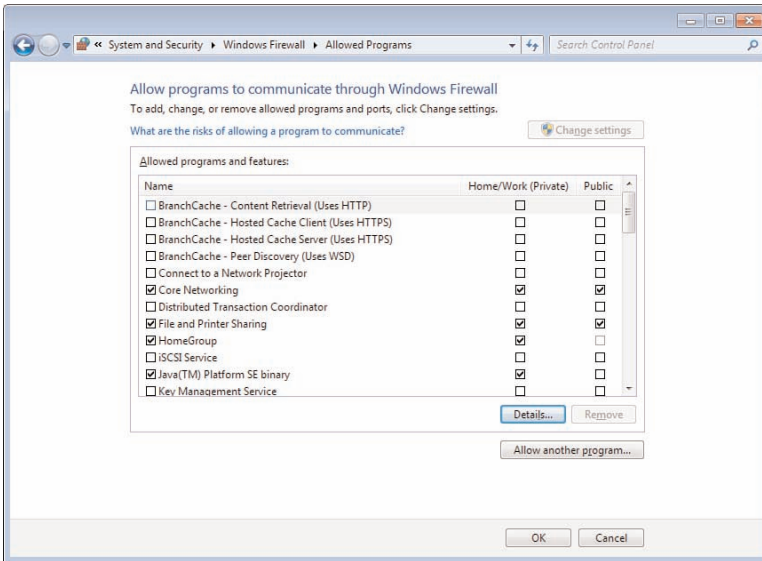 « System and Security ▸ Windows Firewall ▸ Allowed Programs Search Control Panel
Allow programs to communicate through Windows Firewall
To add, change, or remove allowed programs and ports, click Change settings.
What are the risks of allowing a program to communicate? Change settings
Allowed programs and features:
Name Home/Work (Private) Public
BranchCache - Content Retrieval (Uses HTTP)
BranchCache - Hosted Cache Client (Uses HTTPS)
BranchCache - Hosted Cache Server (Uses HTTPS)
BranchCache - Peer Discovery (Uses WSD)
Connect to a Network Projector
Core Networking
Distributed Transaction Coordinator
File and Printer Sharing
HomeGroup
iSCSI Service
Java(TM) Platform SE binary
Key Management Service
Details... Remove
Allow another program...
OK Cancel